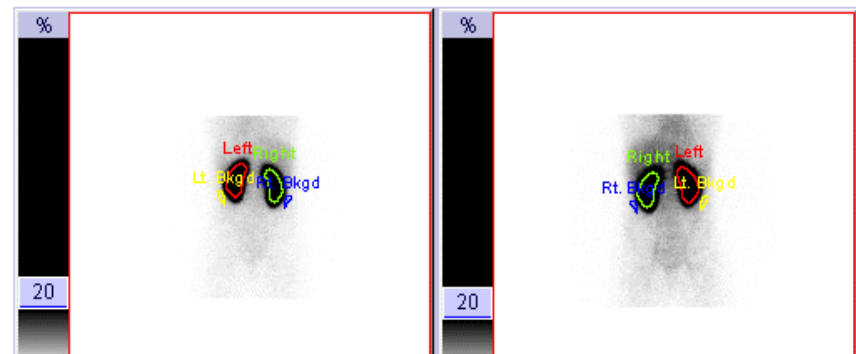 %
Left
Right
Lt. Bkgd
Rt. Bkgd
20
%
Right
Left
Rt. Bkgd
Lt. Bkgd
20